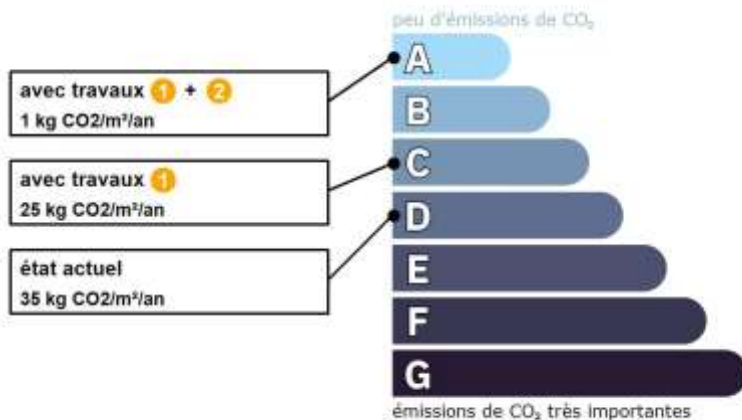 peu d'émissions de CO₂
A
avec travaux 1 + 2
1 kg CO2/m²/an
B
C
avec travaux 1
25 kg CO2/m²/an
D
état actuel
35 kg CO2/m²/an
E
F
G
émissions de CO₂ très importantes